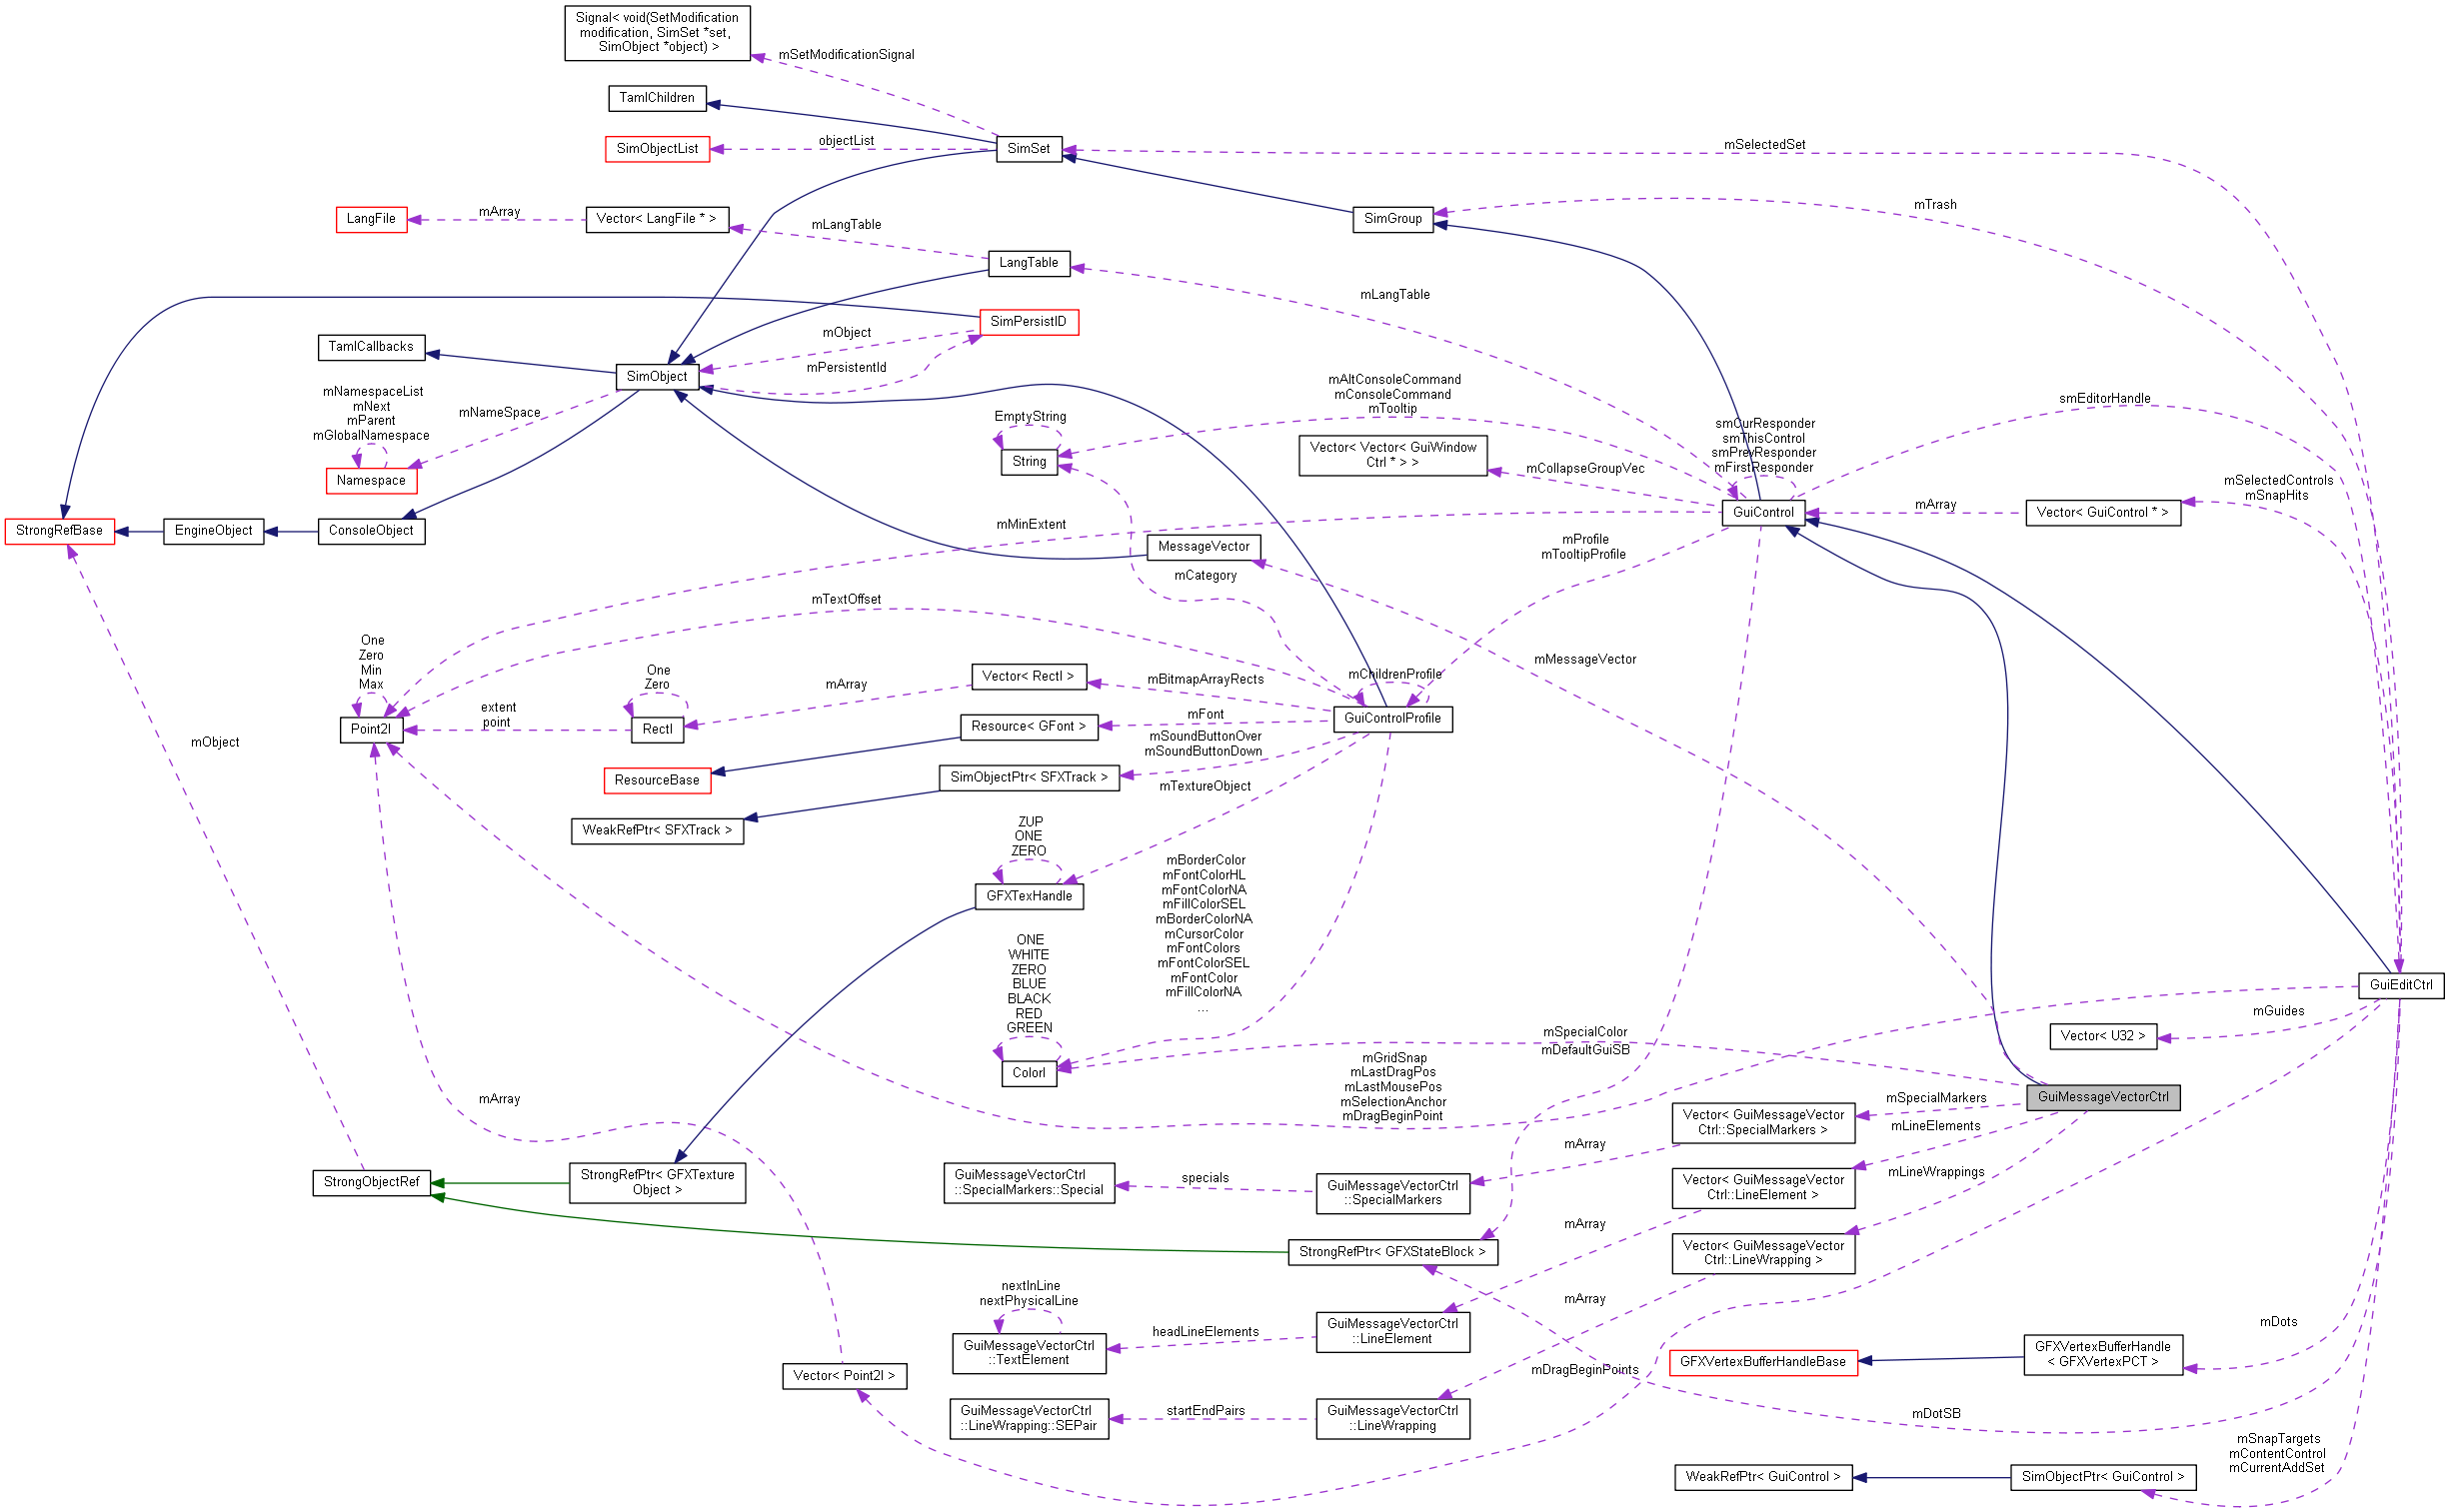 Signal< void(SetModification
modification, SimSet *set,
SimObject *object) >
mSetModificationSignal
TamlChildren
SimObjectList
objectList
SimSet
mSelectedSet
LangFile
mArray
Vector< LangFile * >
mLangTable
SimGroup
mTrash
LangTable
mLangTable
SimPersistID
TamlCallbacks
mObject
SimObject
mPersistentId
mNamespaceList
mNext
mParent
mGlobalNamespace
mNameSpace
Namespace
EmptyString
String
mAltConsoleCommand
mConsoleCommand
mTooltip
Vector< Vector< GuiWindow
Ctrl * > >
mCollapseGroupVec
smCurResponder
smThisControl
smPrevResponder
mFirstResponder
smEditorHandle
mSelectedControls
mSnapHits
GuiControl
mArray
Vector< GuiControl * >
StrongRefBase
EngineObject
ConsoleObject
mMinExtent
MessageVector
mProfile
mTooltipProfile
mCategory
mTextOffset
One
Zero
Min
Max
Point2I
extent
point
One
Zero
RectI
mArray
Vector< RectI >
mBitmapArrayRects
mChildrenProfile
GuiControlProfile
mMessageVector
Resource< GFont >
mFont
mObject
ResourceBase
SimObjectPtr< SFXTrack >
mSoundButtonOver
mSoundButtonDown
mTextureObject
WeakRefPtr< SFXTrack >
ZUP
ONE
ZERO
GFXTexHandle
mBorderColor
mFontColorHL
mFontColorNA
mFillColorSEL
mBorderColorNA
mCursorColor
mFontColors
mFontColorSEL
mFontColor
mFillColorNA
...
ONE
WHITE
ZERO
BLUE
BLACK
RED
GREEN
ColorI
GuiEditCtrl
mGuides
Vector< U32 >
mSpecialColor
mDefaultGuiSB
mGridSnap
mLastDragPos
mLastMousePos
mSelectionAnchor
mDragBeginPoint
mArray
GuiMessageVectorCtrl
mSpecialMarkers
Vector< GuiMessageVector
Ctrl::SpecialMarkers >
mLineElements
mArray
StrongObjectRef
StrongRefPtr< GFXTexture
Object >
GuiMessageVectorCtrl
::SpecialMarkers::Special
specials
GuiMessageVectorCtrl
::SpecialMarkers
Vector< GuiMessageVector
Ctrl::LineElement >
mLineWrappings
mArray
StrongRefPtr< GFXStateBlock >
Vector< GuiMessageVector
Ctrl::LineWrapping >
mArray
nextInLine
nextPhysicalLine
GuiMessageVectorCtrl
::TextElement
headLineElements
GuiMessageVectorCtrl
::LineElement
mDots
GFXVertexBufferHandleBase
GFXVertexBufferHandle
< GFXVertexPCT >
Vector< Point2I >
mDragBeginPoints
GuiMessageVectorCtrl
::LineWrapping::SEPair
startEndPairs
GuiMessageVectorCtrl
::LineWrapping
mDotSB
mSnapTargets
mContentControl
mCurrentAddSet
WeakRefPtr< GuiControl >
SimObjectPtr< GuiControl >